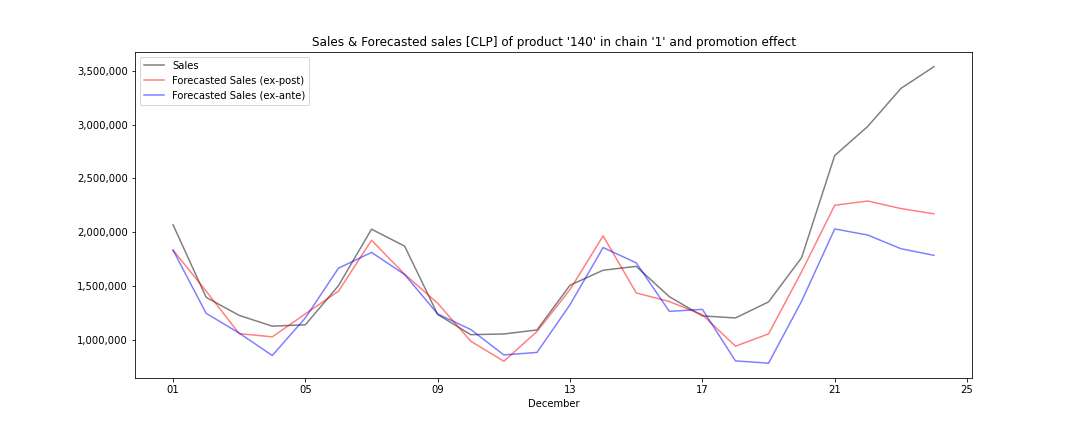 Sales & Forecasted sales [CLP] of product '140' in chain '1' and promotion effect
Sales
Forecasted Sales (ex-post)
Forecasted Sales (ex-ante)
3,500,000
3,000,000
2,500,000
2,000,000
1,500,000
1,000,000
01 05 09 13 17 21 25
December